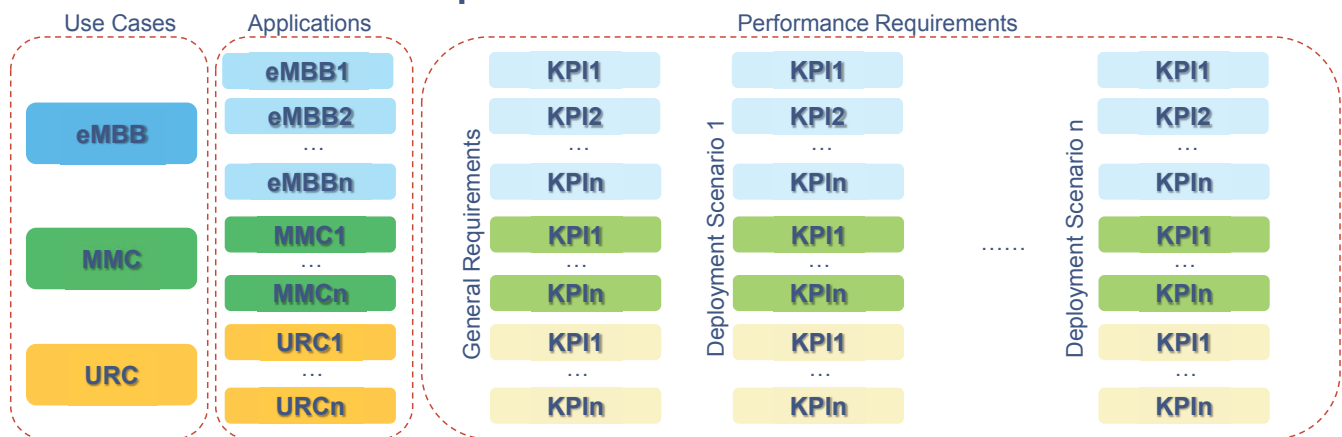 Use Cases
Applications
Performance Requirements
eMBB
MMC
URC
eMBB1
eMBB2
...
eMBBn
MMC1
...
MMCn
URC1
...
URCn
General Requirements
KPI1
KPI2
...
KPIn
KPI1
...
KPIn
KPI1
...
KPIn
Deployment Scenario 1
KPI1
KPI2
...
KPIn
KPI1
...
KPIn
KPI1
...
KPIn
......
Deployment Scenario n
KPI1
KPI2
...
KPIn
KPI1
...
KPIn
KPI1
...
KPIn